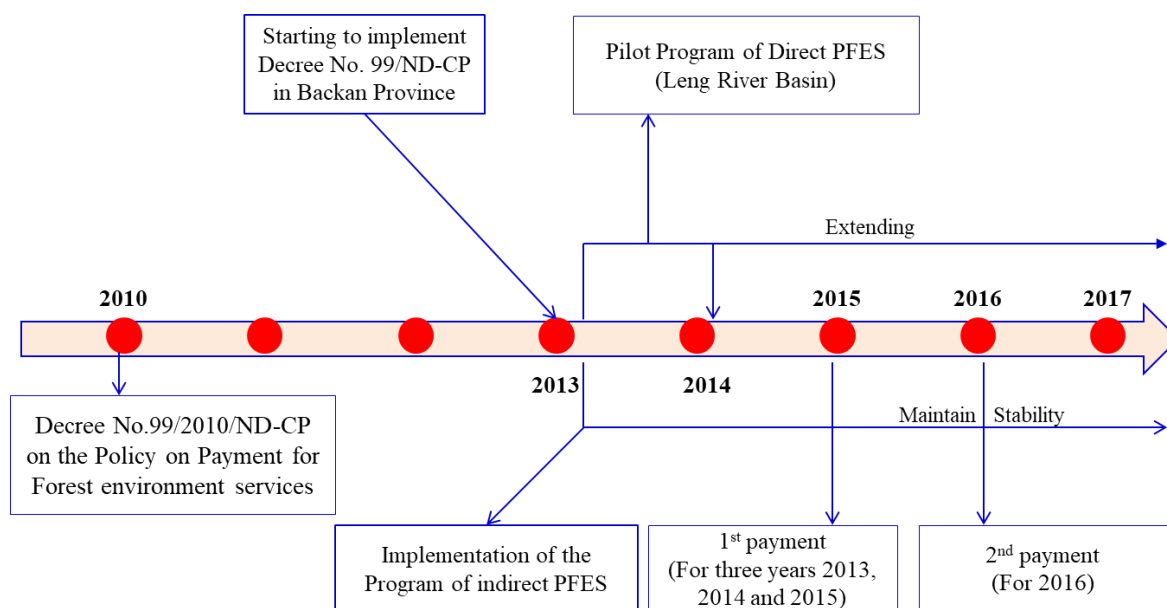 Starting to implement
Decree No. 99/ND-CP
in Backan Province
Pilot Program of Direct PFES
(Leng River Basin)
Extending
2010
2015
2016
2017
2013
2014
Maintain Stability
Decree No.99/2010/ND-CP
on the Policy on Payment for
Forest environment services
Implementation of the
Program of indirect PFES
1st payment
(For three years 2013,
2014 and 2015)
2nd payment
(For 2016)